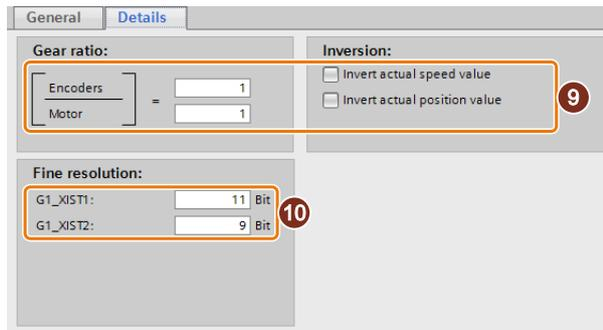 General Details
Gear ratio:
Encoders
Motor
=
1
1
Inversion:
Invert actual speed value
Invert actual position value
9
Fine resolution:
G1_XIST1: 11 Bit
G1_XIST2: 9 Bit
10